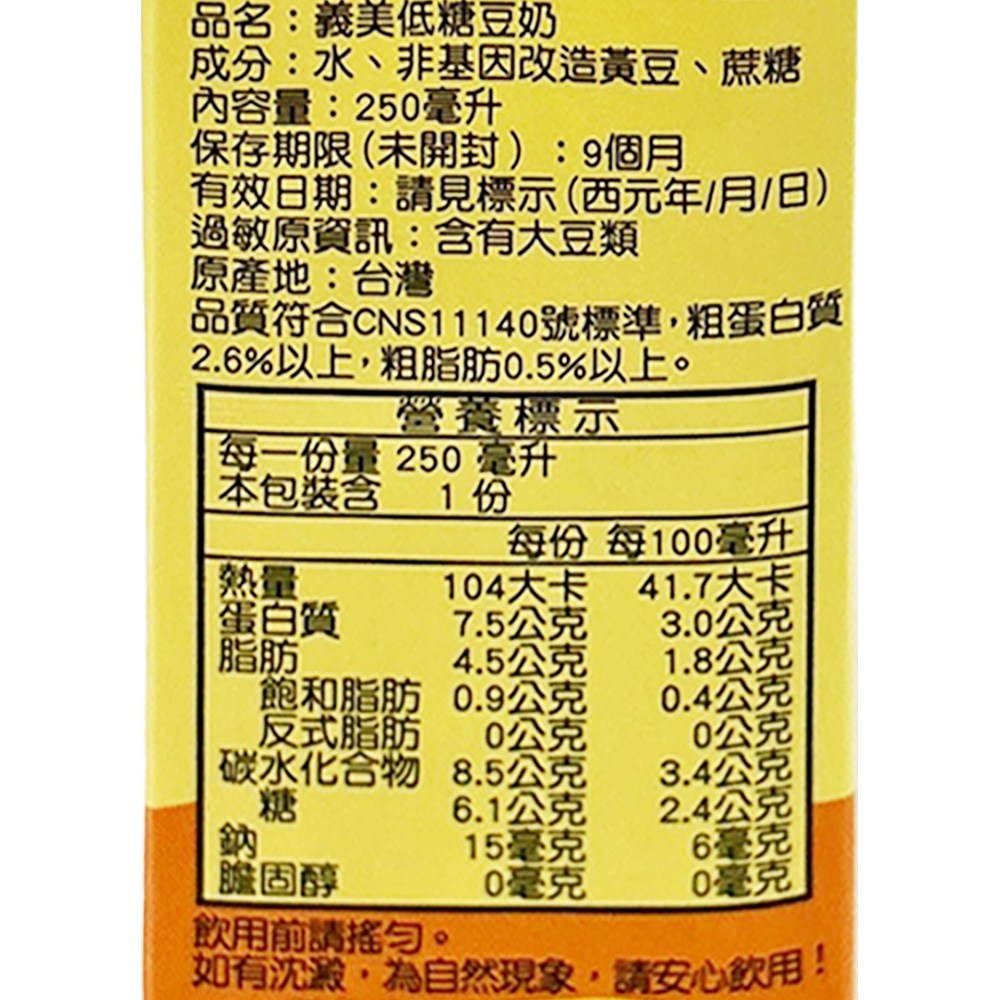 品名：義美低糖豆奶
成分：水、非基因改造黃豆、蔗糖
內容量：250毫升
保存期限(未開封)：9個月
有效日期：請見標示(西元年/月/日)
過敏原資訊：含有大豆類
原產地：台灣
品質符合CNS11140號標準，粗蛋白質
2.6%以上，粗脂肪0.5%以上。
營養標示
每一份量 250 毫升
本包裝含 1 份
每份 每100毫升
熱量 104大卡 41.7大卡
蛋白質 7.5公克 3.0公克
脂肪 4.5公克 1.8公克
飽和脂肪 0.9公克 0.4公克
反式脂肪 0公克 0公克
碳水化合物 8.5公克 3.4公克
糖 6.1公克 2.4公克
鈉 15毫克 6毫克
膽固醇 0毫克 0毫克
飲用前請搖勻。
如有沈澱，為自然現象，請安心飲用！